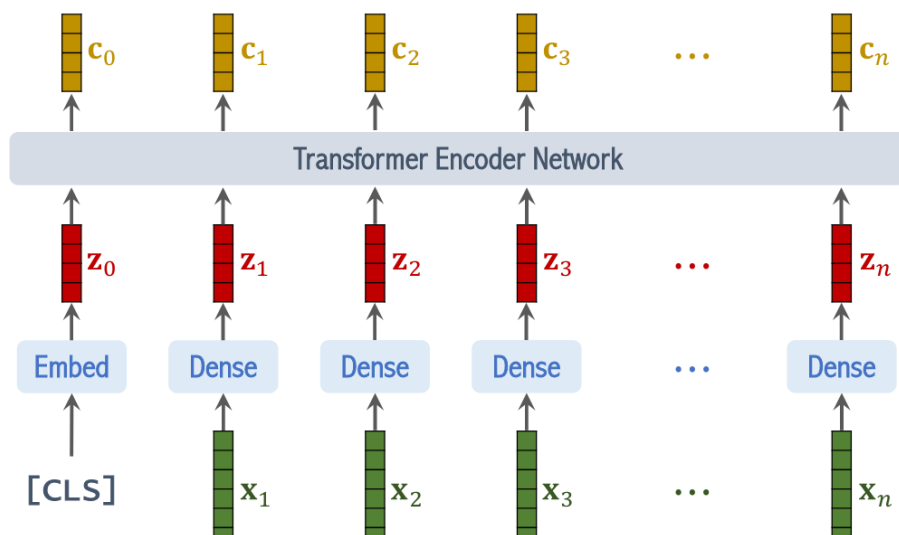 c₀ c₁ c₂ c₃ ... cₙ
Transformer Encoder Network
z₀ z₁ z₂ z₃ ... zₙ
Embed Dense Dense Dense ... Dense
[CLS] x₁ x₂ x₃ ... xₙ